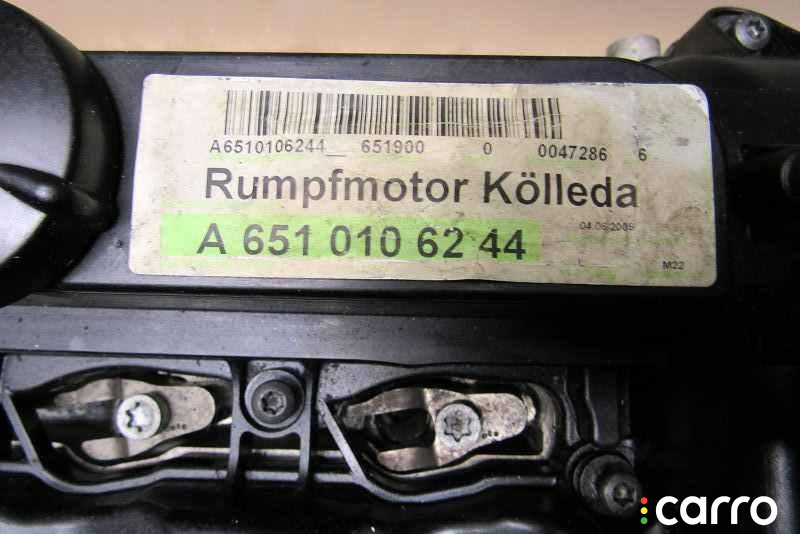 A6510106244__ 651900 0 0047286 6
Rumpfmotor Kölleda
A 651 010 62 44
04.06.2009
M22
carro